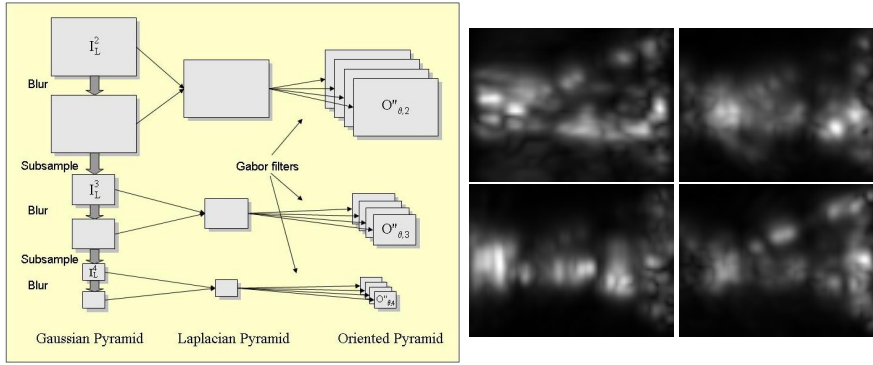 I²L
Blur
O″θ,2
Subsample
Gabor filters
I³L
Blur
O″θ,3
Subsample
I⁴L
Blur
O″θ,4
Gaussian Pyramid
Laplacian Pyramid
Oriented Pyramid